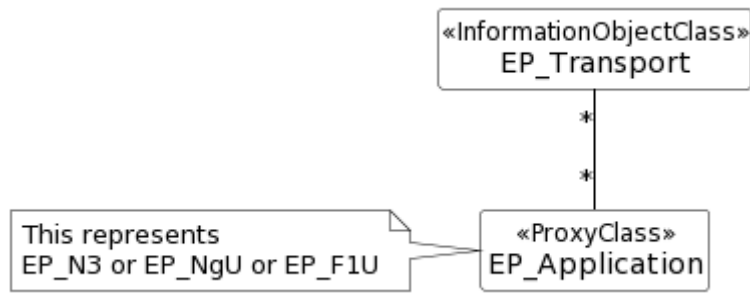 «InformationObjectClass»
EP_Transport
*
*
This represents
EP_N3 or EP_NgU or EP_F1U
«ProxyClass»
EP_Application